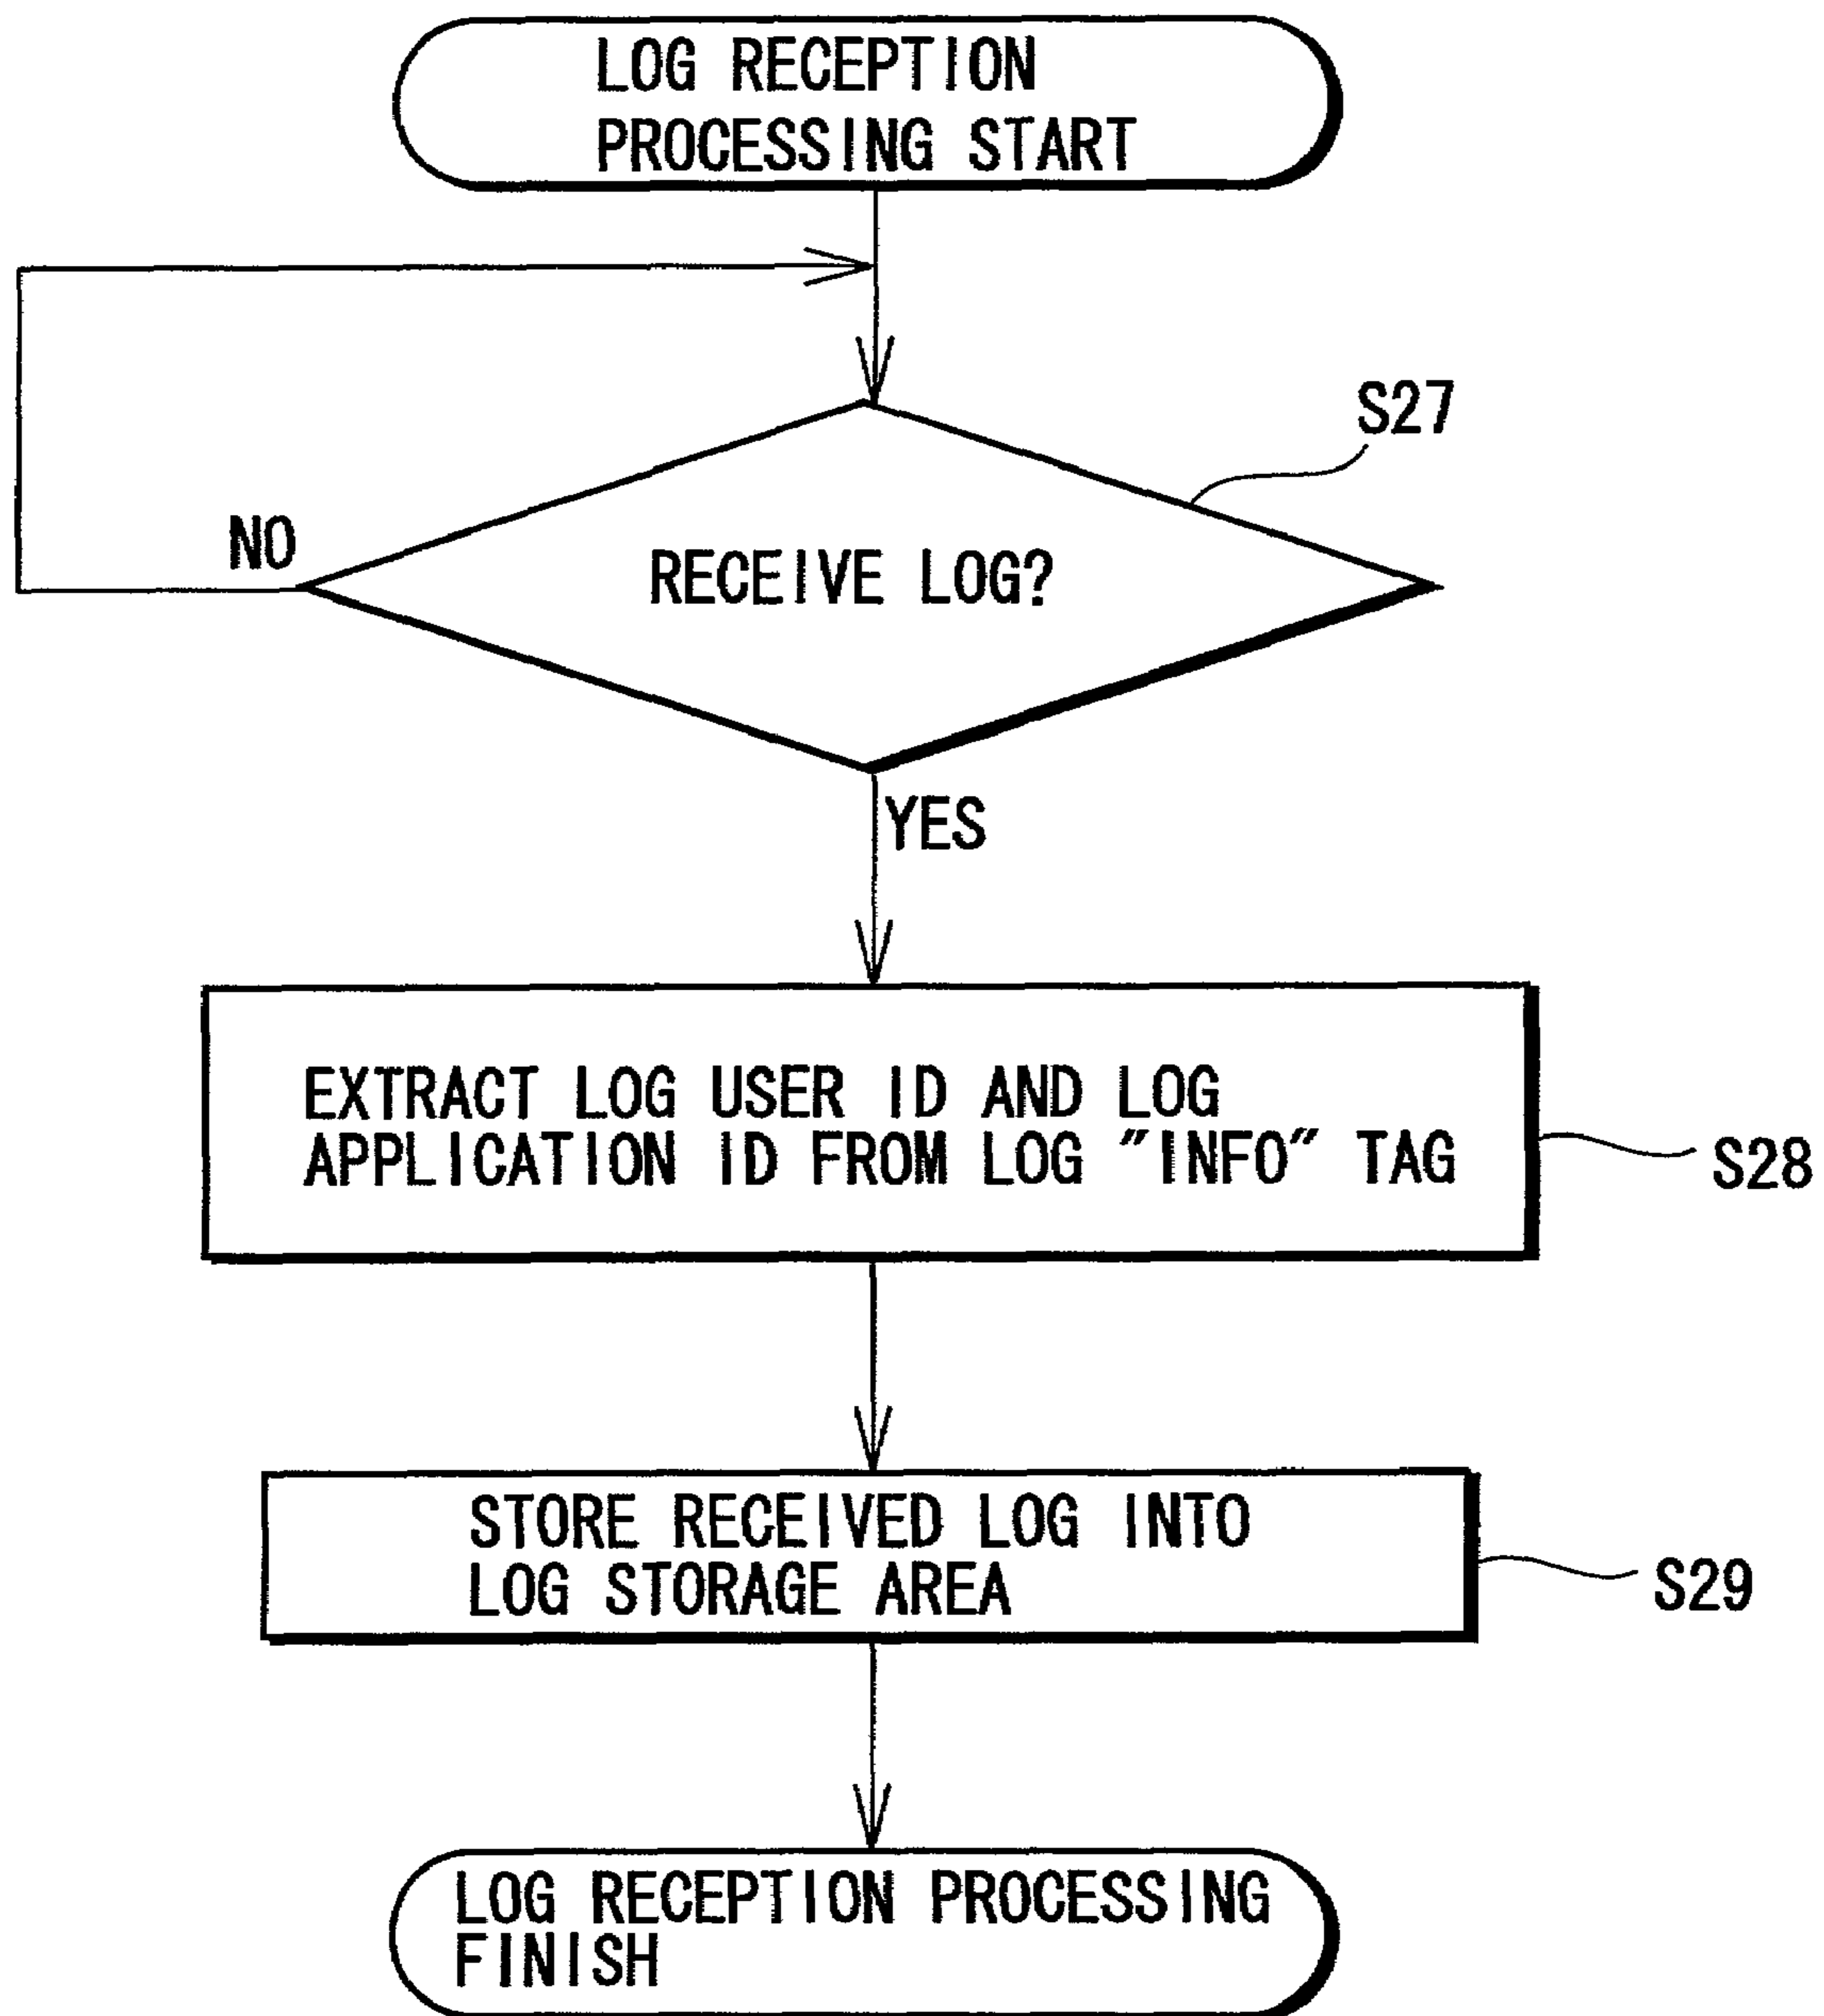 LOG RECEPTION
PROCESSING START
S27
NO
RECEIVE LOG?
YES
EXTRACT LOG USER ID AND LOG
APPLICATION ID FROM LOG "INFO" TAG
S28
STORE RECEIVED LOG INTO
LOG STORAGE AREA
S29
LOG RECEPTION PROCESSING
FINISH